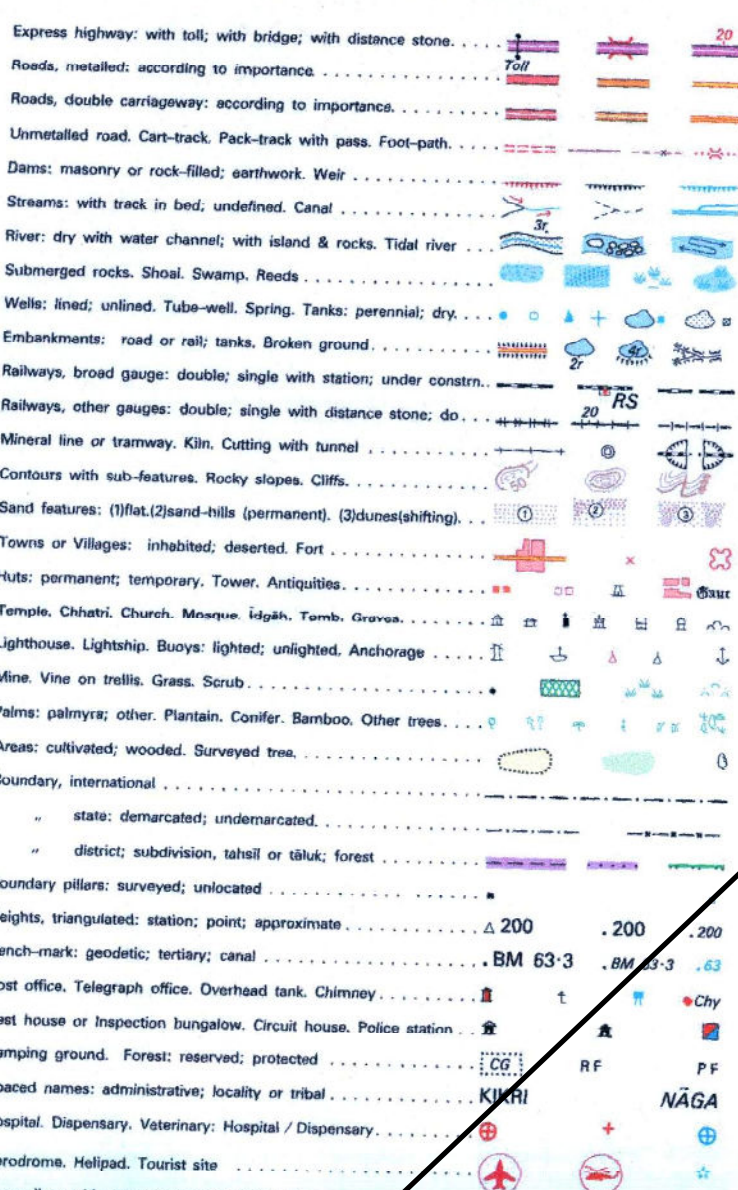 Express highway: with toll; with bridge; with distance stone. Toll 20
Roads, metalled: according to importance.
Roads, double carriageway: according to importance.
Unmetalled road. Cart-track. Pack-track with pass. Foot-path.
Dams: masonry or rock-filled; earthwork. Weir
Streams: with track in bed; undefined. Canal
River: dry with water channel; with island & rocks. Tidal river 3r.
Submerged rocks. Shoal. Swamp. Reeds
Wells: lined; unlined. Tube-well. Spring. Tanks: perennial; dry.
Embankments: road or rail; tanks. Broken ground 2r 4r
Railways, broad gauge: double; single with station; under constrn. RS
Railways, other gauges: double; single with distance stone; do 20
Mineral line or tramway. Kiln. Cutting with tunnel
Contours with sub-features. Rocky slopes. Cliffs. 50
Sand features: (1)flat.(2)sand-hills (permanent). (3)dunes(shifting). 1 2 3
Towns or Villages: inhabited; deserted. Fort
Huts: permanent; temporary. Tower. Antiquities
Temple. Chhatri. Church. Mosque. Īdgāh. Tomb. Graves.
Lighthouse. Lightship. Buoys: lighted; unlighted. Anchorage
Mine. Vine on trellis. Grass. Scrub
Palms: palmyra; other. Plantain. Conifer. Bamboo. Other trees
Areas: cultivated; wooded. Surveyed tree.
oundary, international
„ state: demarcated; undemarcated.
„ district; subdivision, tahsīl or tāluk; forest
oundary pillars: surveyed; unlocated
eights, triangulated: station; point; approximate △ 200 . 200 . 200
ench-mark: geodetic; tertiary; canal . BM 63·3 . BM 63·3 . 63
ost office. Telegraph office. Overhead tank. Chimney Chy
est house or Inspection bungalow. Circuit house. Police station
amping ground. Forest: reserved; protected CG RF PF
paced names: administrative; locality or tribal KIKRI NĀGA
ospital. Dispensary. Veterinary: Hospital / Dispensary
erodrome. Helipad. Tourist site